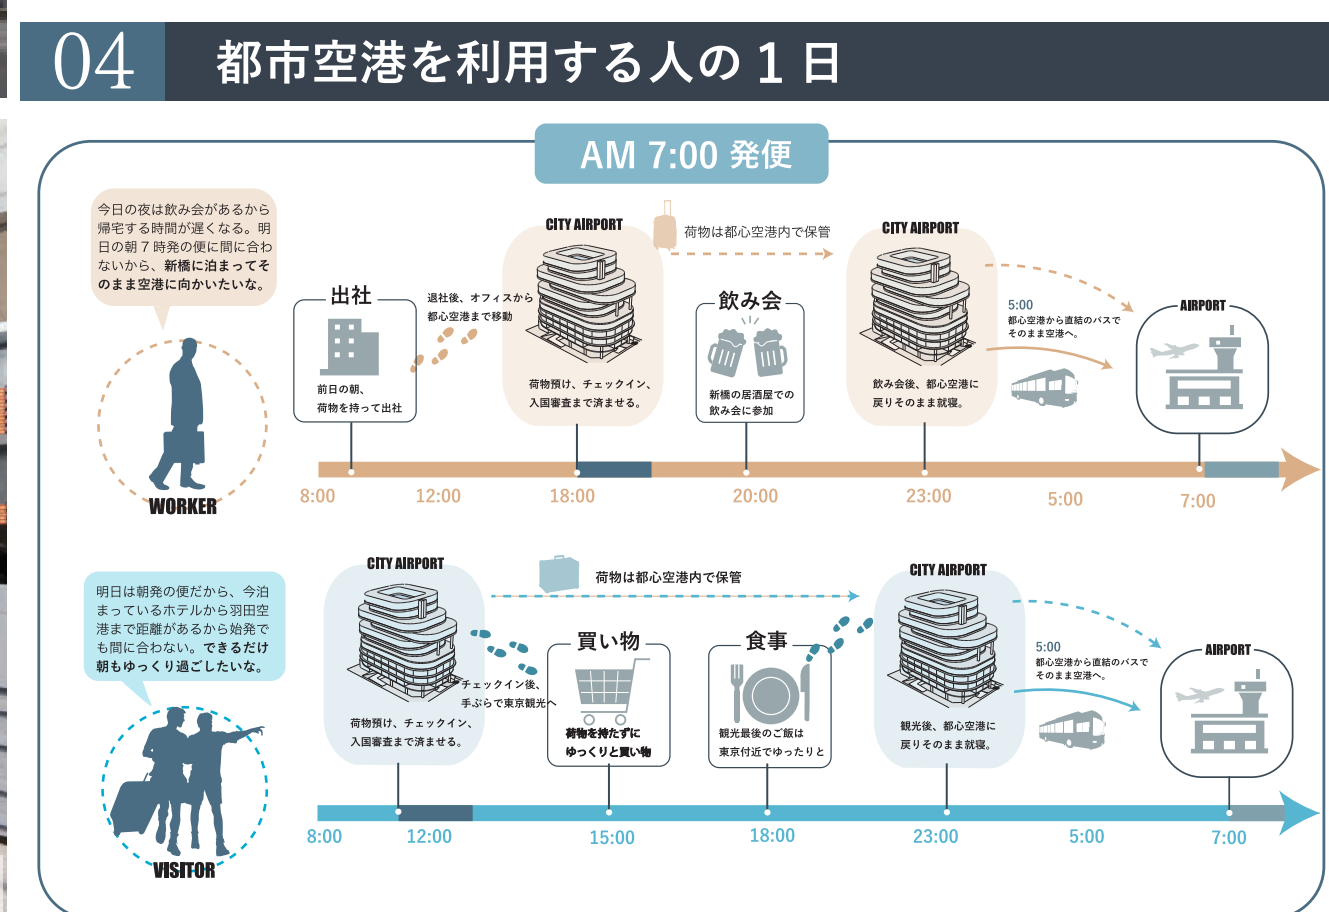 04
都市空港を利用する人の1日
AM 7:00 発便
今日の夜は飲み会があるから
帰宅する時間が遅くなる。明
日の朝7時発の便に間に合わ
ないから、新橋に泊まってそ
のまま空港に向かいたいな。
WORKER
出社
前日の朝、
荷物を持って出社
退社後、オフィスから
都心空港まで移動
CITY AIRPORT
荷物預け、チェックイン、
入国審査まで済ませる。
荷物は都心空港内で保管
飲み会
新橋の居酒屋での
飲み会に参加
CITY AIRPORT
飲み会後、都心空港に
戻りそのまま就寝。
5:00
都心空港から直結のバスで
そのまま空港へ。
AIRPORT
8:00
12:00
18:00
20:00
23:00
5:00
7:00
明日は朝発の便だから、今泊
まっているホテルから羽田空
港まで距離があるから始発で
も間に合わない。できるだけ
朝もゆっくり過ごしたいな。
VISITOR
CITY AIRPORT
荷物預け、チェックイン、
入国審査まで済ませる。
荷物は都心空港内で保管
チェックイン後、
手ぶらで東京観光へ
買い物
荷物を持たずに
ゆっくりと買い物
食事
観光最後のご飯は
東京付近でゆったりと
CITY AIRPORT
観光後、都心空港に
戻りそのまま就寝。
5:00
都心空港から直結のバスで
そのまま空港へ。
AIRPORT
8:00
12:00
15:00
18:00
23:00
5:00
7:00